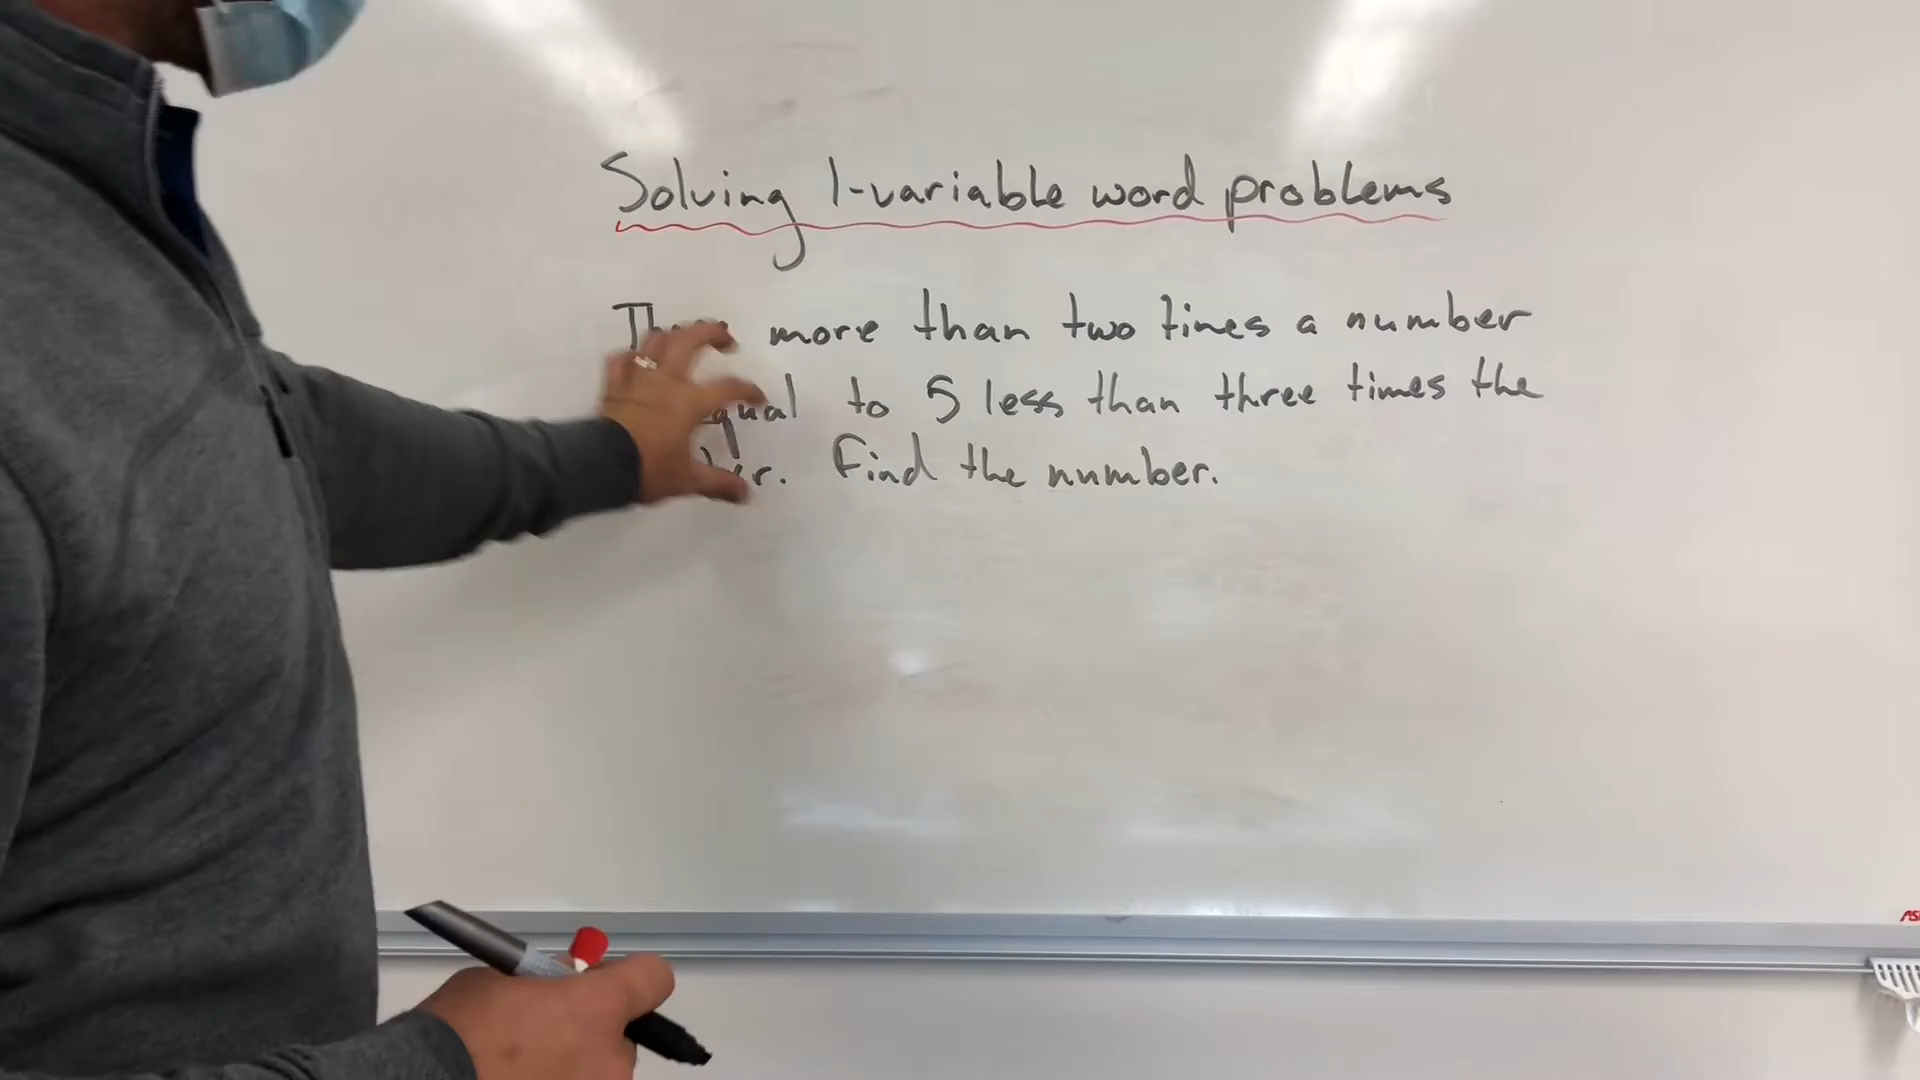 Solving 1-variable word problems
more than two times a number
equal to 5 less than three times the
Find the number.